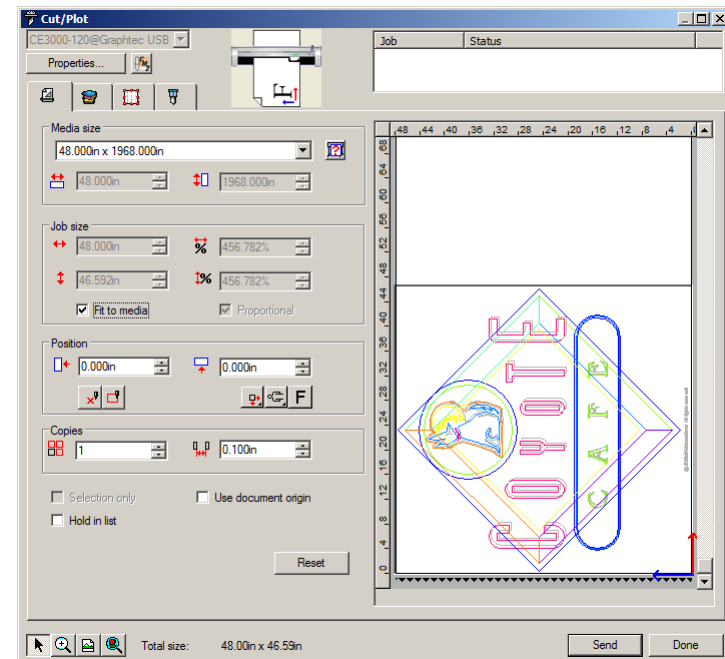 Cut/Plot
CE3000-120@Graphtec USB
Properties...
Job Status
Media size
48.000in x 1968.000in
48.000in 1968.000in
Job size
48.000in % 456.782%
46.592in % 456.782%
Fit to media Proportional
Position
0.000in 0.000in
F
Copies
1 0.100in
Selection only Use document origin
Hold in list
Reset
48 44 40 36 32 28 24 20 16 12 8 4 0
68
64
60
56
52
48
44
40
36
32
28
24
20
16
12
8
4
0
COYOTE
CAFE
Total size: 48.00in x 46.59in
Send Done